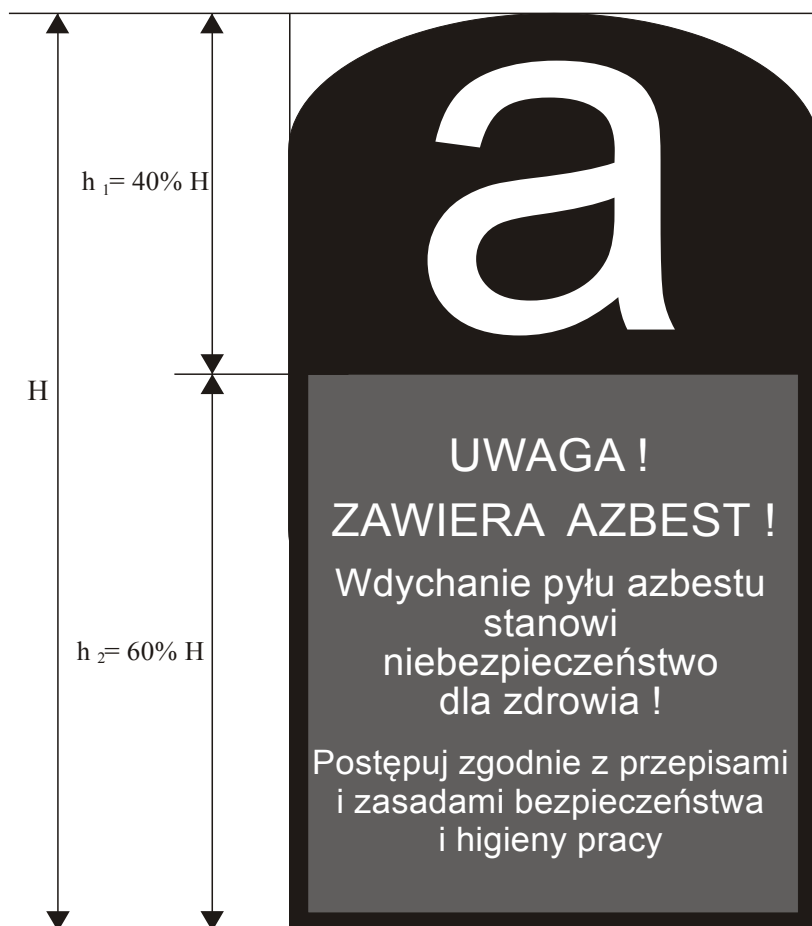 a
h 1= 40% H
H
UWAGA !
ZAWIERA AZBEST !
Wdychanie pyłu azbestu
stanowi
niebezpieczeństwo
dla zdrowia !
h 2= 60% H
Postępuj zgodnie z przepisami
i zasadami bezpieczeństwa
i higieny pracy